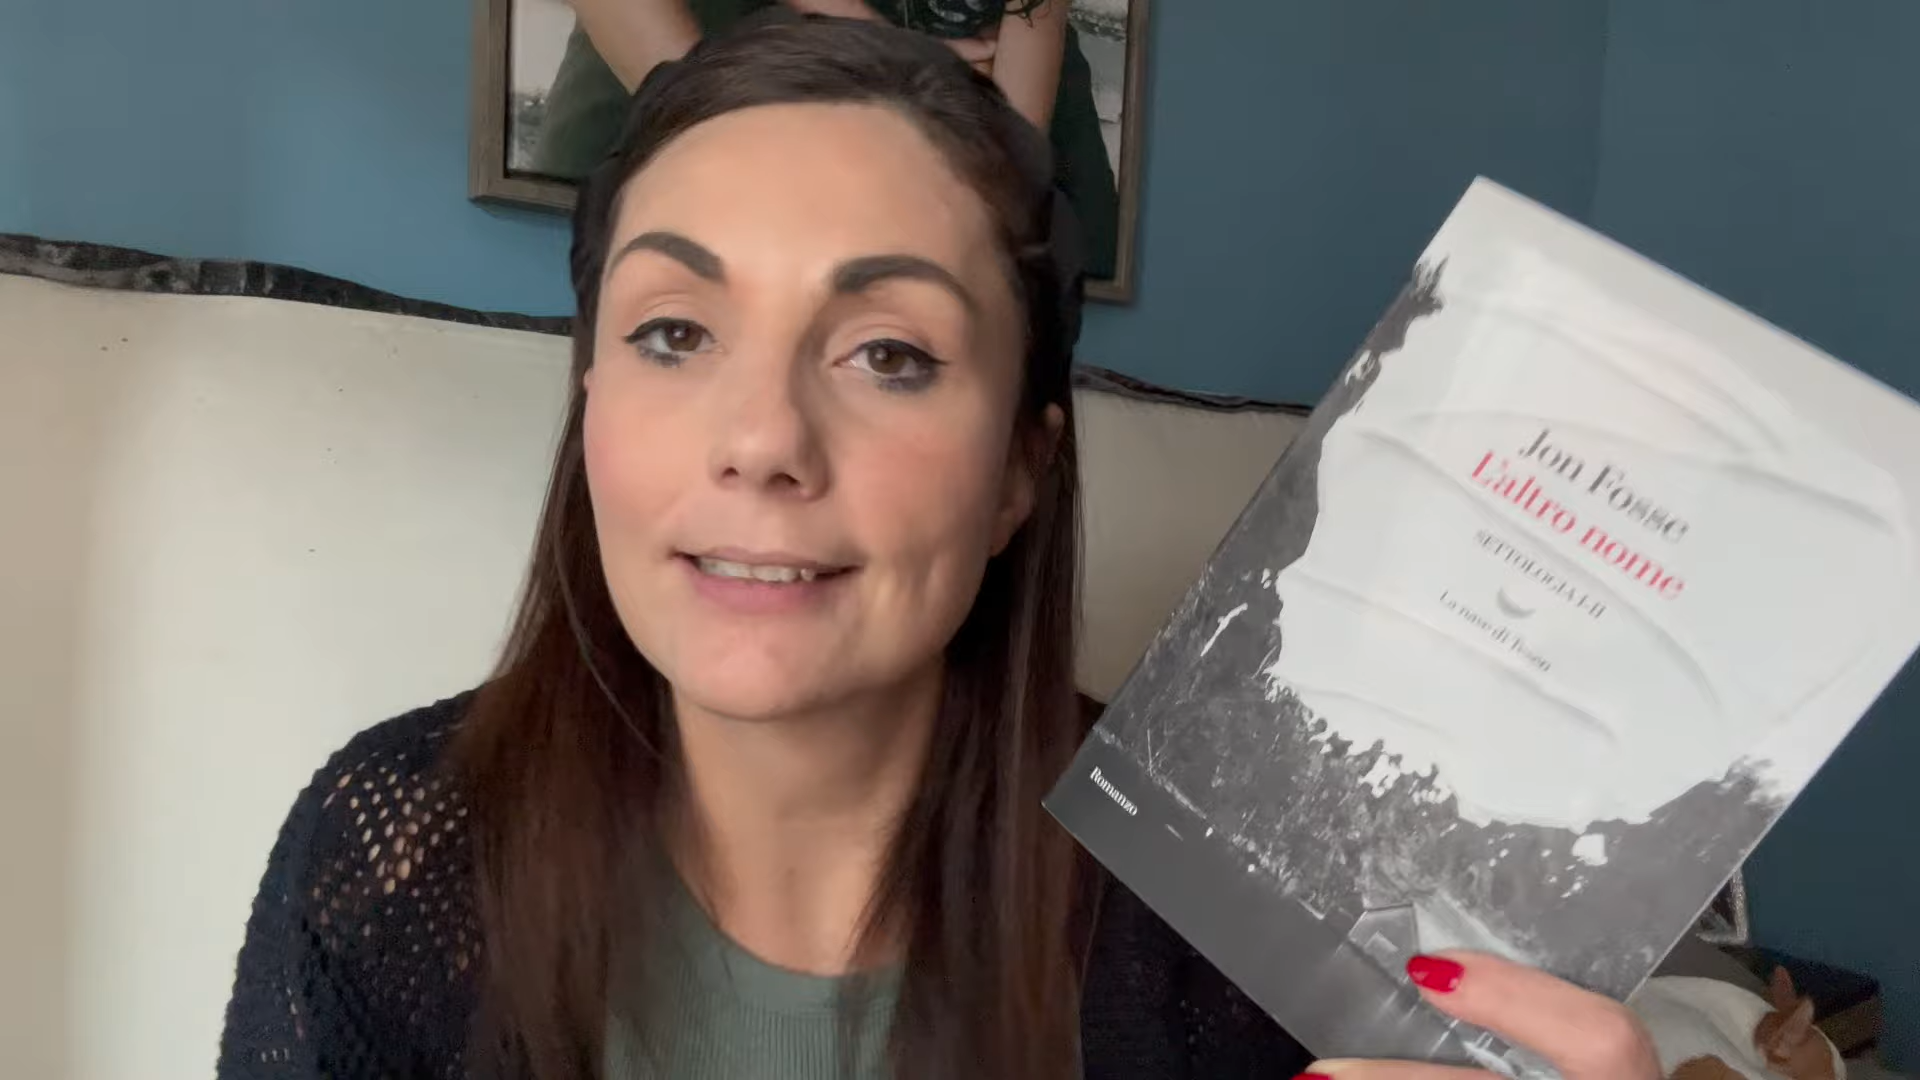 Jon Fosse
L'altro nome
SETTOLOGIA I-II
La nave di Teseo
Romanzo